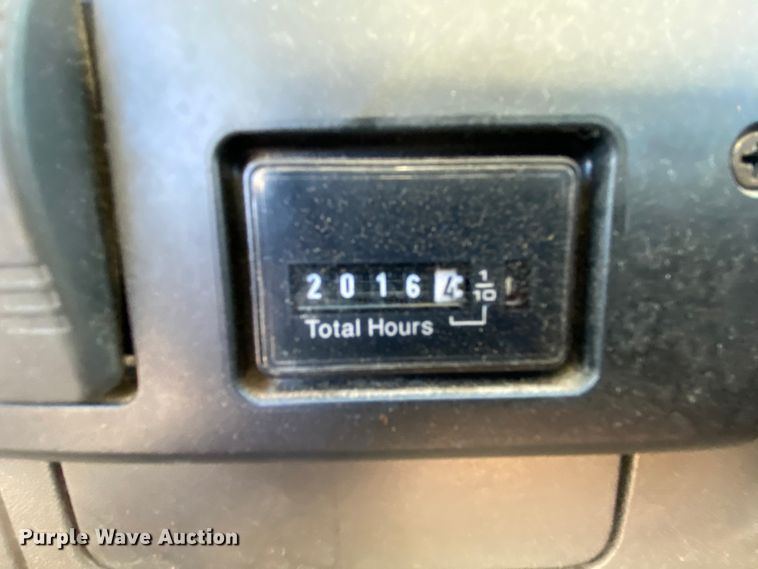 2 0 1 6 4 1/10
Total Hours
Purple Wave Auction